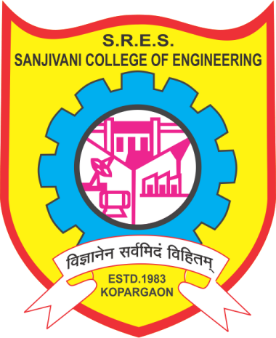 S.R.E.S.
SANJIVANI COLLEGE OF ENGINEERING
विज्ञानेन सर्वमिदं विहितम्
ESTD.1983
KOPARGAON